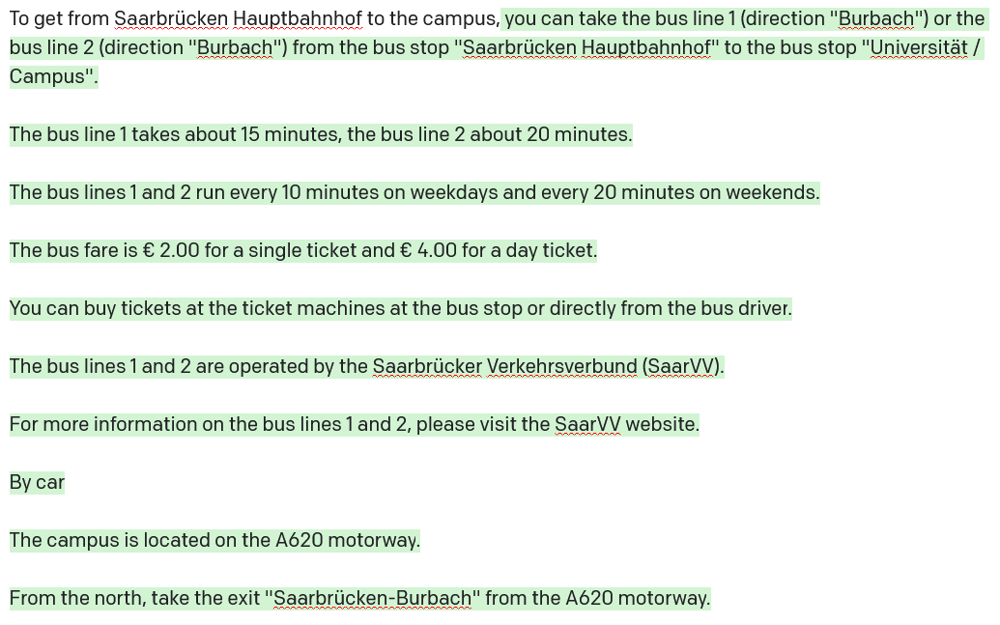 To get from Saarbrücken Hauptbahnhof to the campus, you can take the bus line 1 (direction "Burbach") or the
bus line 2 (direction "Burbach") from the bus stop "Saarbrücken Hauptbahnhof" to the bus stop "Universität /
Campus".
The bus line 1 takes about 15 minutes, the bus line 2 about 20 minutes.
The bus lines 1 and 2 run every 10 minutes on weekdays and every 20 minutes on weekends.
The bus fare is € 2.00 for a single ticket and € 4.00 for a day ticket.
You can buy tickets at the ticket machines at the bus stop or directly from the bus driver.
The bus lines 1 and 2 are operated by the Saarbrücker Verkehrsverbund (SaarVV).
For more information on the bus lines 1 and 2, please visit the SaarVV website.
By car
The campus is located on the A620 motorway.
From the north, take the exit "Saarbrücken-Burbach" from the A620 motorway.